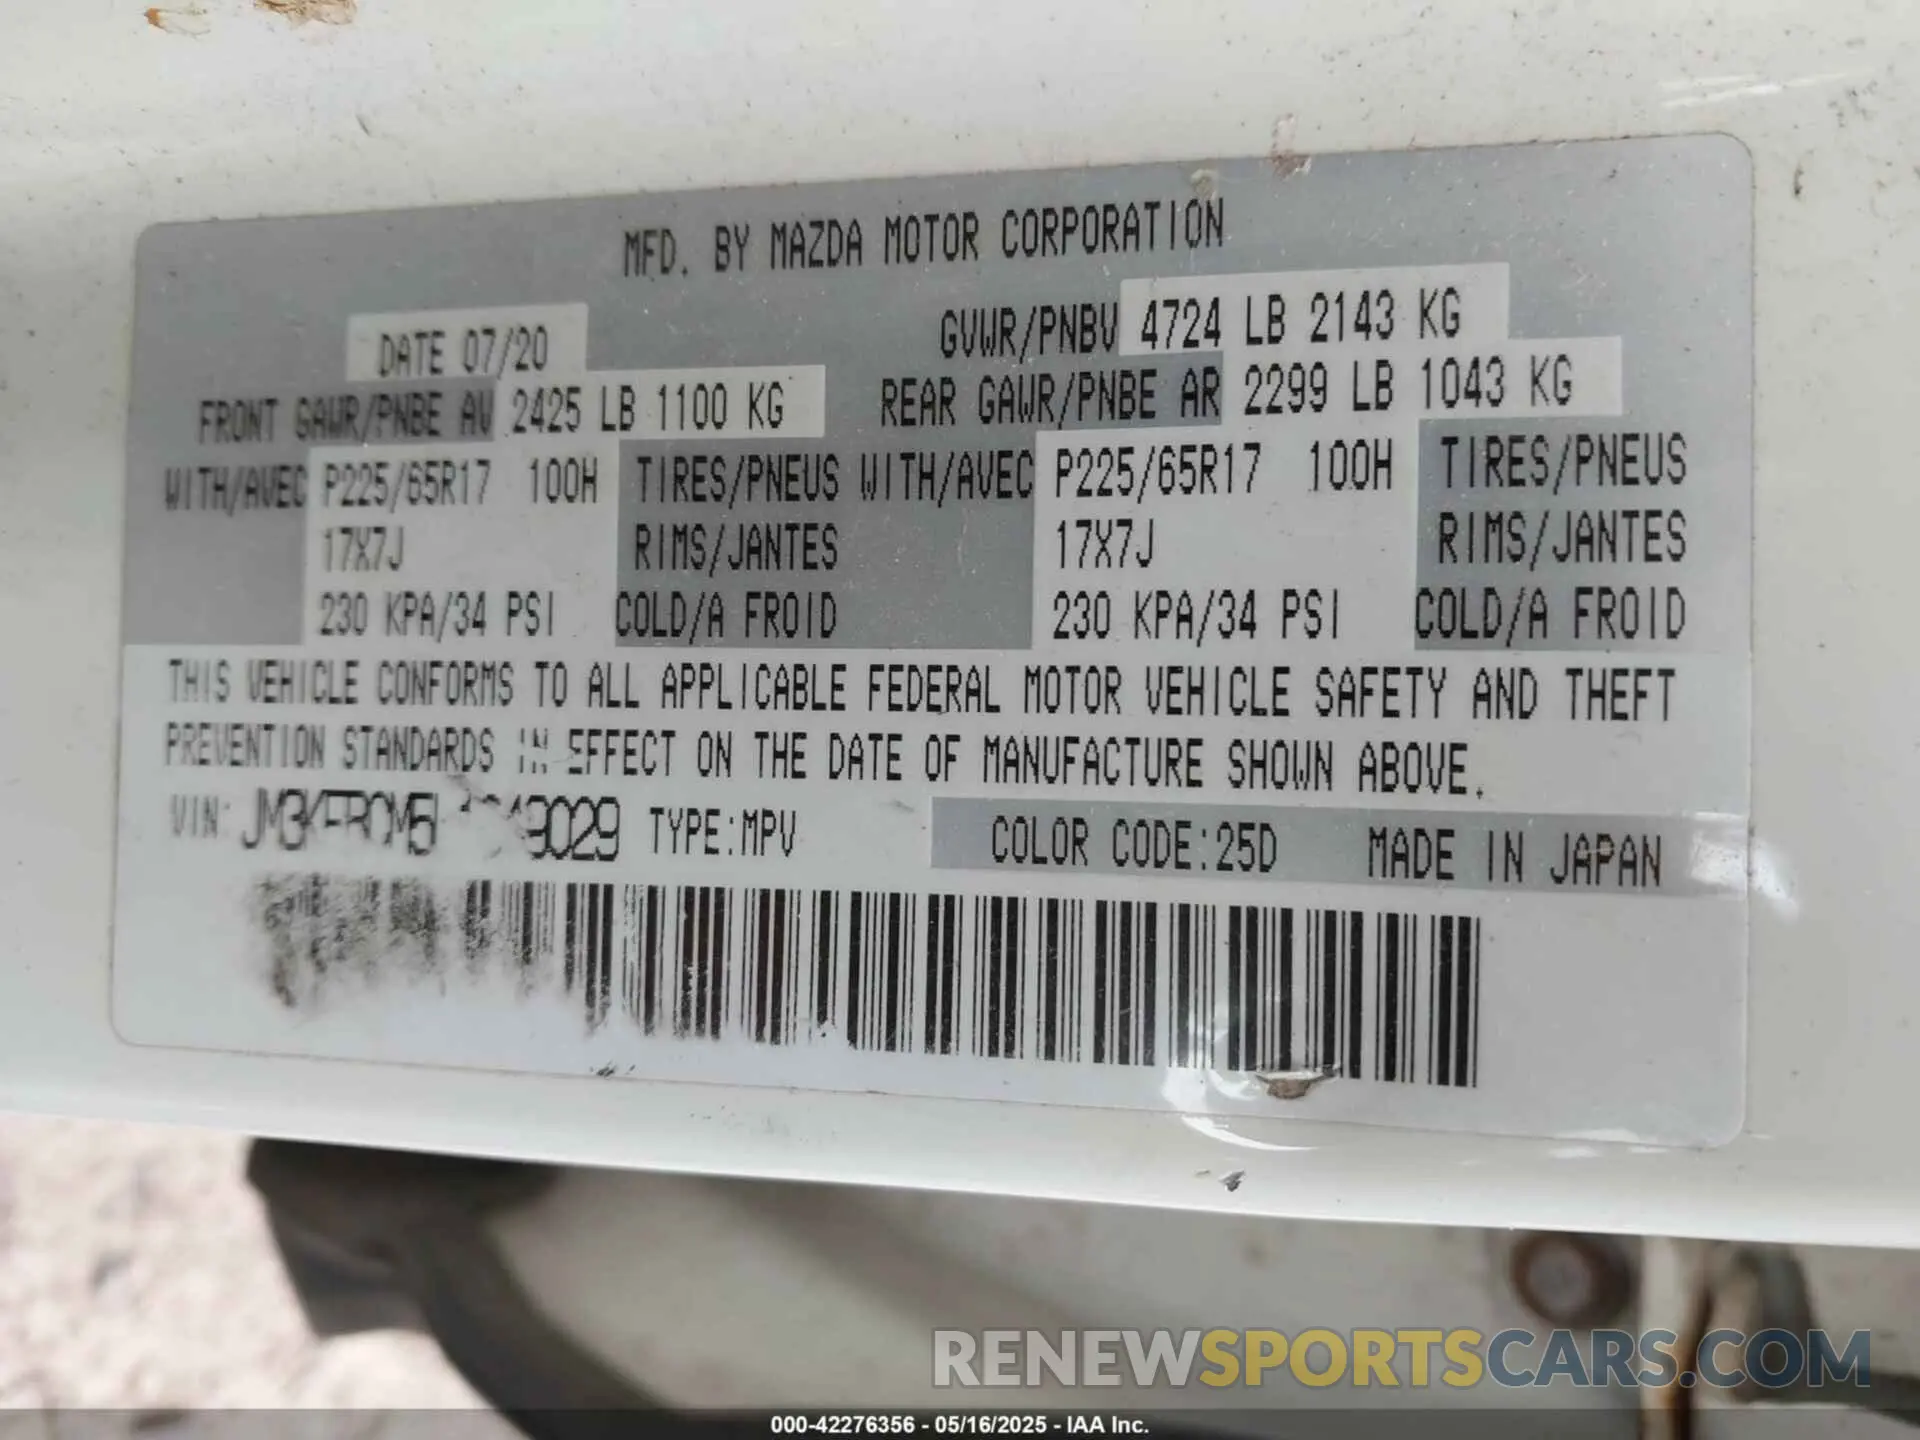 MFD. BY MAZDA MOTOR CORPORATION
DATE 07/20 GVWR/PNBV 4724 LB 2143 KG
FRONT GAWR/PNBE AV 2425 LB 1100 KG REAR GAWR/PNBE AR 2299 LB 1043 KG
WITH/AVEC P225/65R17 100H TIRES/PNEUS WITH/AVEC P225/65R17 100H TIRES/PNEUS
17X7J RIMS/JANTES 17X7J RIMS/JANTES
230 KPA/34 PSI COLD/A FROID 230 KPA/34 PSI COLD/A FROID
THIS VEHICLE CONFORMS TO ALL APPLICABLE FEDERAL MOTOR VEHICLE SAFETY AND THEFT
PREVENTION STANDARDS IN EFFECT ON THE DATE OF MANUFACTURE SHOWN ABOVE.
VIN: TYPE:MPV COLOR CODE:25D MADE IN JAPAN
RENEWSPORTSCARS.COM
000-42276356 - 05/16/2025 - IAA Inc.